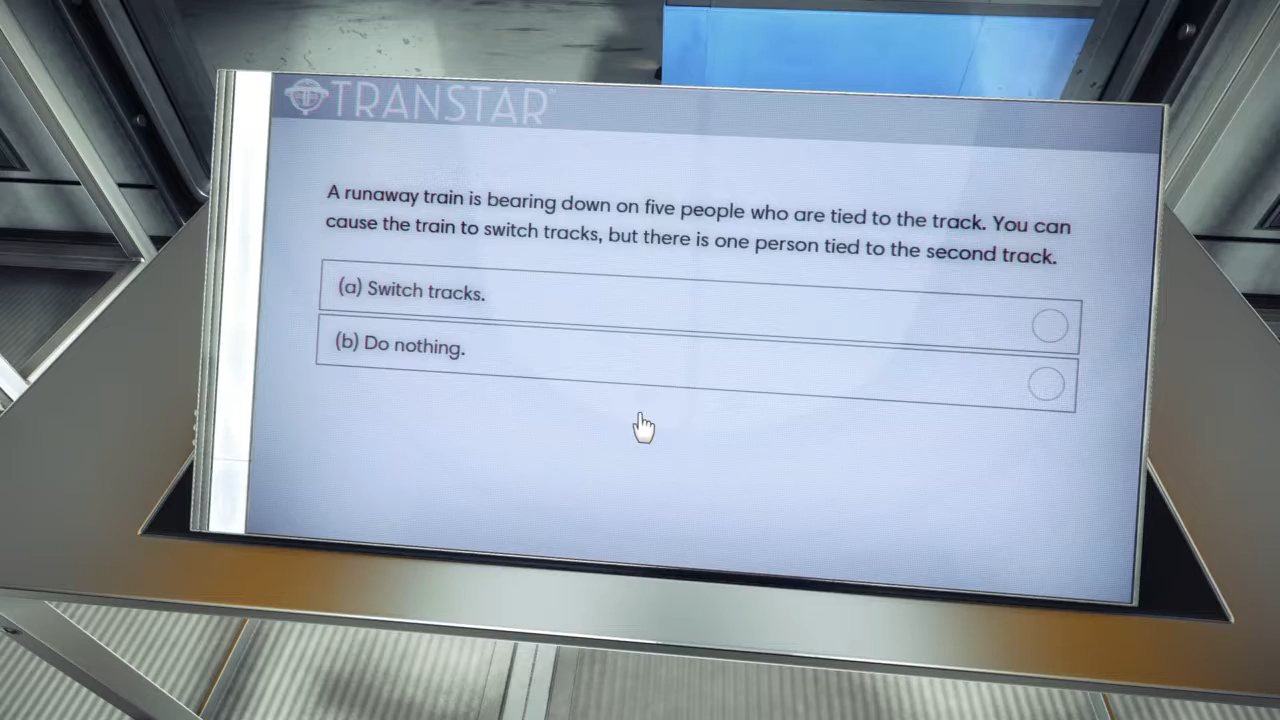 TRANSTAR™
A runaway train is bearing down on five people who are tied to the track. You can
cause the train to switch tracks, but there is one person tied to the second track.
(a) Switch tracks.
(b) Do nothing.